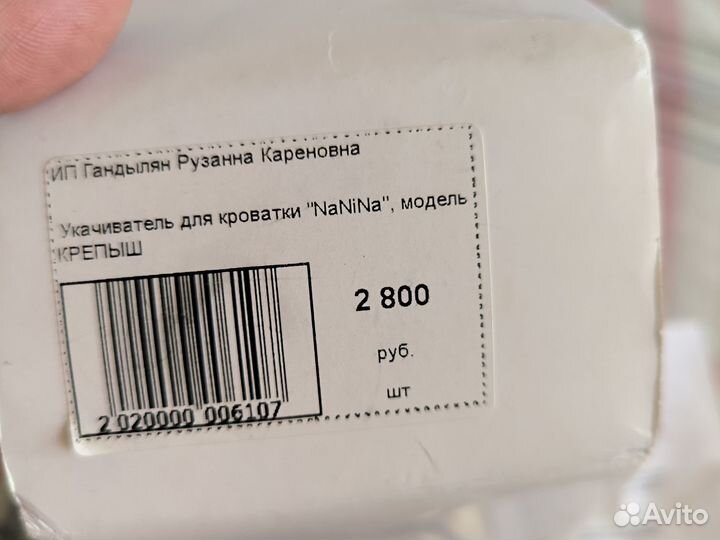 ИП Гандылян Рузанна Кареновна
Укачиватель для кроватки "NaNiNa", модель
КРЕПЫШ
2 800
руб.
шт
2 020000 006107
Avito